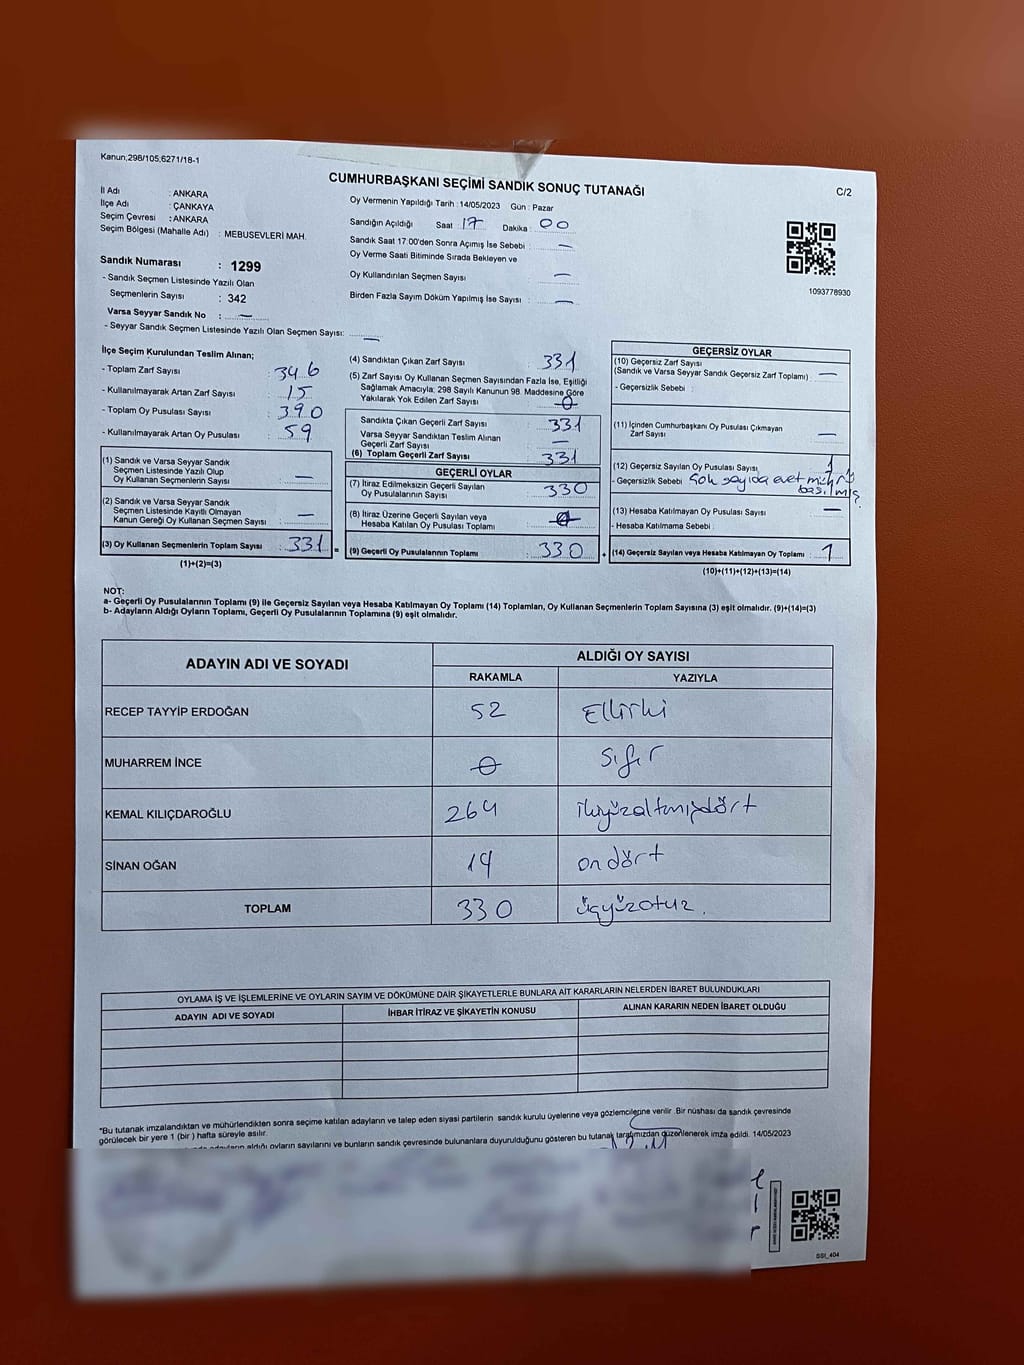 Kanun;298/105;6271/18-1
CUMHURBAŞKANI SEÇİMİ SANDIK SONUÇ TUTANAĞI
C/2
İl Adı : ANKARA
İlçe Adı : ÇANKAYA
Seçim Çevresi : ANKARA
Seçim Bölgesi (Mahalle Adı) : MEBUSEVLERİ MAH.
Sandık Numarası : 1299
- Sandık Seçmen Listesinde Yazılı Olan
Seçmenlerin Sayısı : 342
Varsa Seyyar Sandık No : —
- Seyyar Sandık Seçmen Listesinde Yazılı Olan Seçmen Sayısı: —
Oy Vermenin Yapıldığı Tarih : 14/05/2023 Gün : Pazar
Sandığın Açıldığı Saat : 17 Dakika : 00
Sandık Saat 17.00'den Sonra Açılmış İse Sebebi : —
Oy Verme Saati Bitiminde Sırada Bekleyen ve
Oy Kullandırılan Seçmen Sayısı : —
Birden Fazla Sayım Döküm Yapılmış İse Sayısı : —
1093778930
İlçe Seçim Kurulundan Teslim Alınan;
- Toplam Zarf Sayısı : 346
- Kullanılmayarak Artan Zarf Sayısı : 15
- Toplam Oy Pusulası Sayısı : 390
- Kullanılmayarak Artan Oy Pusulası : 59
(1) Sandık ve Varsa Seyyar Sandık
Seçmen Listesinde Yazılı Olup
Oy Kullanan Seçmenlerin Sayısı : —
(2) Sandık ve Varsa Seyyar Sandık
Seçmen Listesinde Kayıtlı Olmayan
Kanun Gereği Oy Kullanan Seçmen Sayısı : —
(3) Oy Kullanan Seçmenlerin Toplam Sayısı : 331 =
(1)+(2)=(3)
(4) Sandıktan Çıkan Zarf Sayısı : 331
(5) Zarf Sayısı Oy Kullanan Seçmen Sayısından Fazla İse, Eşitliği
Sağlamak Amacıyla; 298 Sayılı Kanunun 98. Maddesine Göre
Yakılarak Yok Edilen Zarf Sayısı : 0
Sandıkta Çıkan Geçerli Zarf Sayısı : 331
Varsa Seyyar Sandıktan Teslim Alınan
Geçerli Zarf Sayısı : —
(6) Toplam Geçerli Zarf Sayısı : 331
GEÇERLİ OYLAR
(7) İtiraz Edilmeksizin Geçerli Sayılan
Oy Pusulalarının Sayısı : 330
(8) İtiraz Üzerine Geçerli Sayılan veya
Hesaba Katılan Oy Pusulası Toplamı : 0
(9) Geçerli Oy Pusulalarının Toplamı : 330 +
GEÇERSİZ OYLAR
(10) Geçersiz Zarf Sayısı
(Sandık ve Varsa Seyyar Sandık Geçersiz Zarf Toplamı) : —
- Geçersizlik Sebebi :
(11) İçinden Cumhurbaşkanı Oy Pusulası Çıkmayan
Zarf Sayısı : —
(12) Geçersiz Sayılan Oy Pusulası Sayısı : 1
- Geçersizlik Sebebi : Çok sayıda evet mührü
basılmış.
(13) Hesaba Katılmayan Oy Pusulası Sayısı : —
- Hesaba Katılmama Sebebi :
(14) Geçersiz Sayılan veya Hesaba Katılmayan Oy Toplamı : 1
(10)+(11)+(12)+(13)=(14)
NOT:
a- Geçerli Oy Pusulalarının Toplamı (9) ile Geçersiz Sayılan veya Hesaba Katılmayan Oy Toplamı (14) Toplamları, Oy Kullanan Seçmenlerin Toplam Sayısına (3) eşit olmalıdır. (9)+(14)=(3)
b- Adayların Aldığı Oyların Toplamı, Geçerli Oy Pusulalarının Toplamına (9) eşit olmalıdır.
ADAYIN ADI VE SOYADI ALDIĞI OY SAYISI
RAKAMLA YAZIYLA
RECEP TAYYİP ERDOĞAN 52 Elliiki
MUHARREM İNCE 0 Sıfır
KEMAL KILIÇDAROĞLU 264 ikiyüzaltmışdört
SİNAN OĞAN 14 ondört
TOPLAM 330 üçyüzotuz.
OYLAMA İŞ VE İŞLEMLERİNE VE OYLARIN SAYIM VE DÖKÜMÜNE DAİR ŞİKAYETLERLE BUNLARA AİT KARARLARIN NELERDEN İBARET BULUNDUKLARI
ADAYIN ADI VE SOYADI İHBAR İTİRAZ VE ŞİKAYETİN KONUSU ALINAN KARARIN NEDEN İBARET OLDUĞU
*Bu tutanak imzalandıktan ve mühürlendikten sonra seçime katılan adayların ve talep eden siyasi partilerin sandık kurulu üyelerine veya gözlemcilerine verilir. Bir nüshası da sandık çevresinde
görülecek bir yere 1 (bir) hafta süreyle asılır.
adayların aldığı oyların sayılarını ve bunların sandık çevresinde bulunanlara duyurulduğunu gösteren bu tutanak tarafımızdan düzenlenerek imza edildi. 14/05/2023
SSI_404